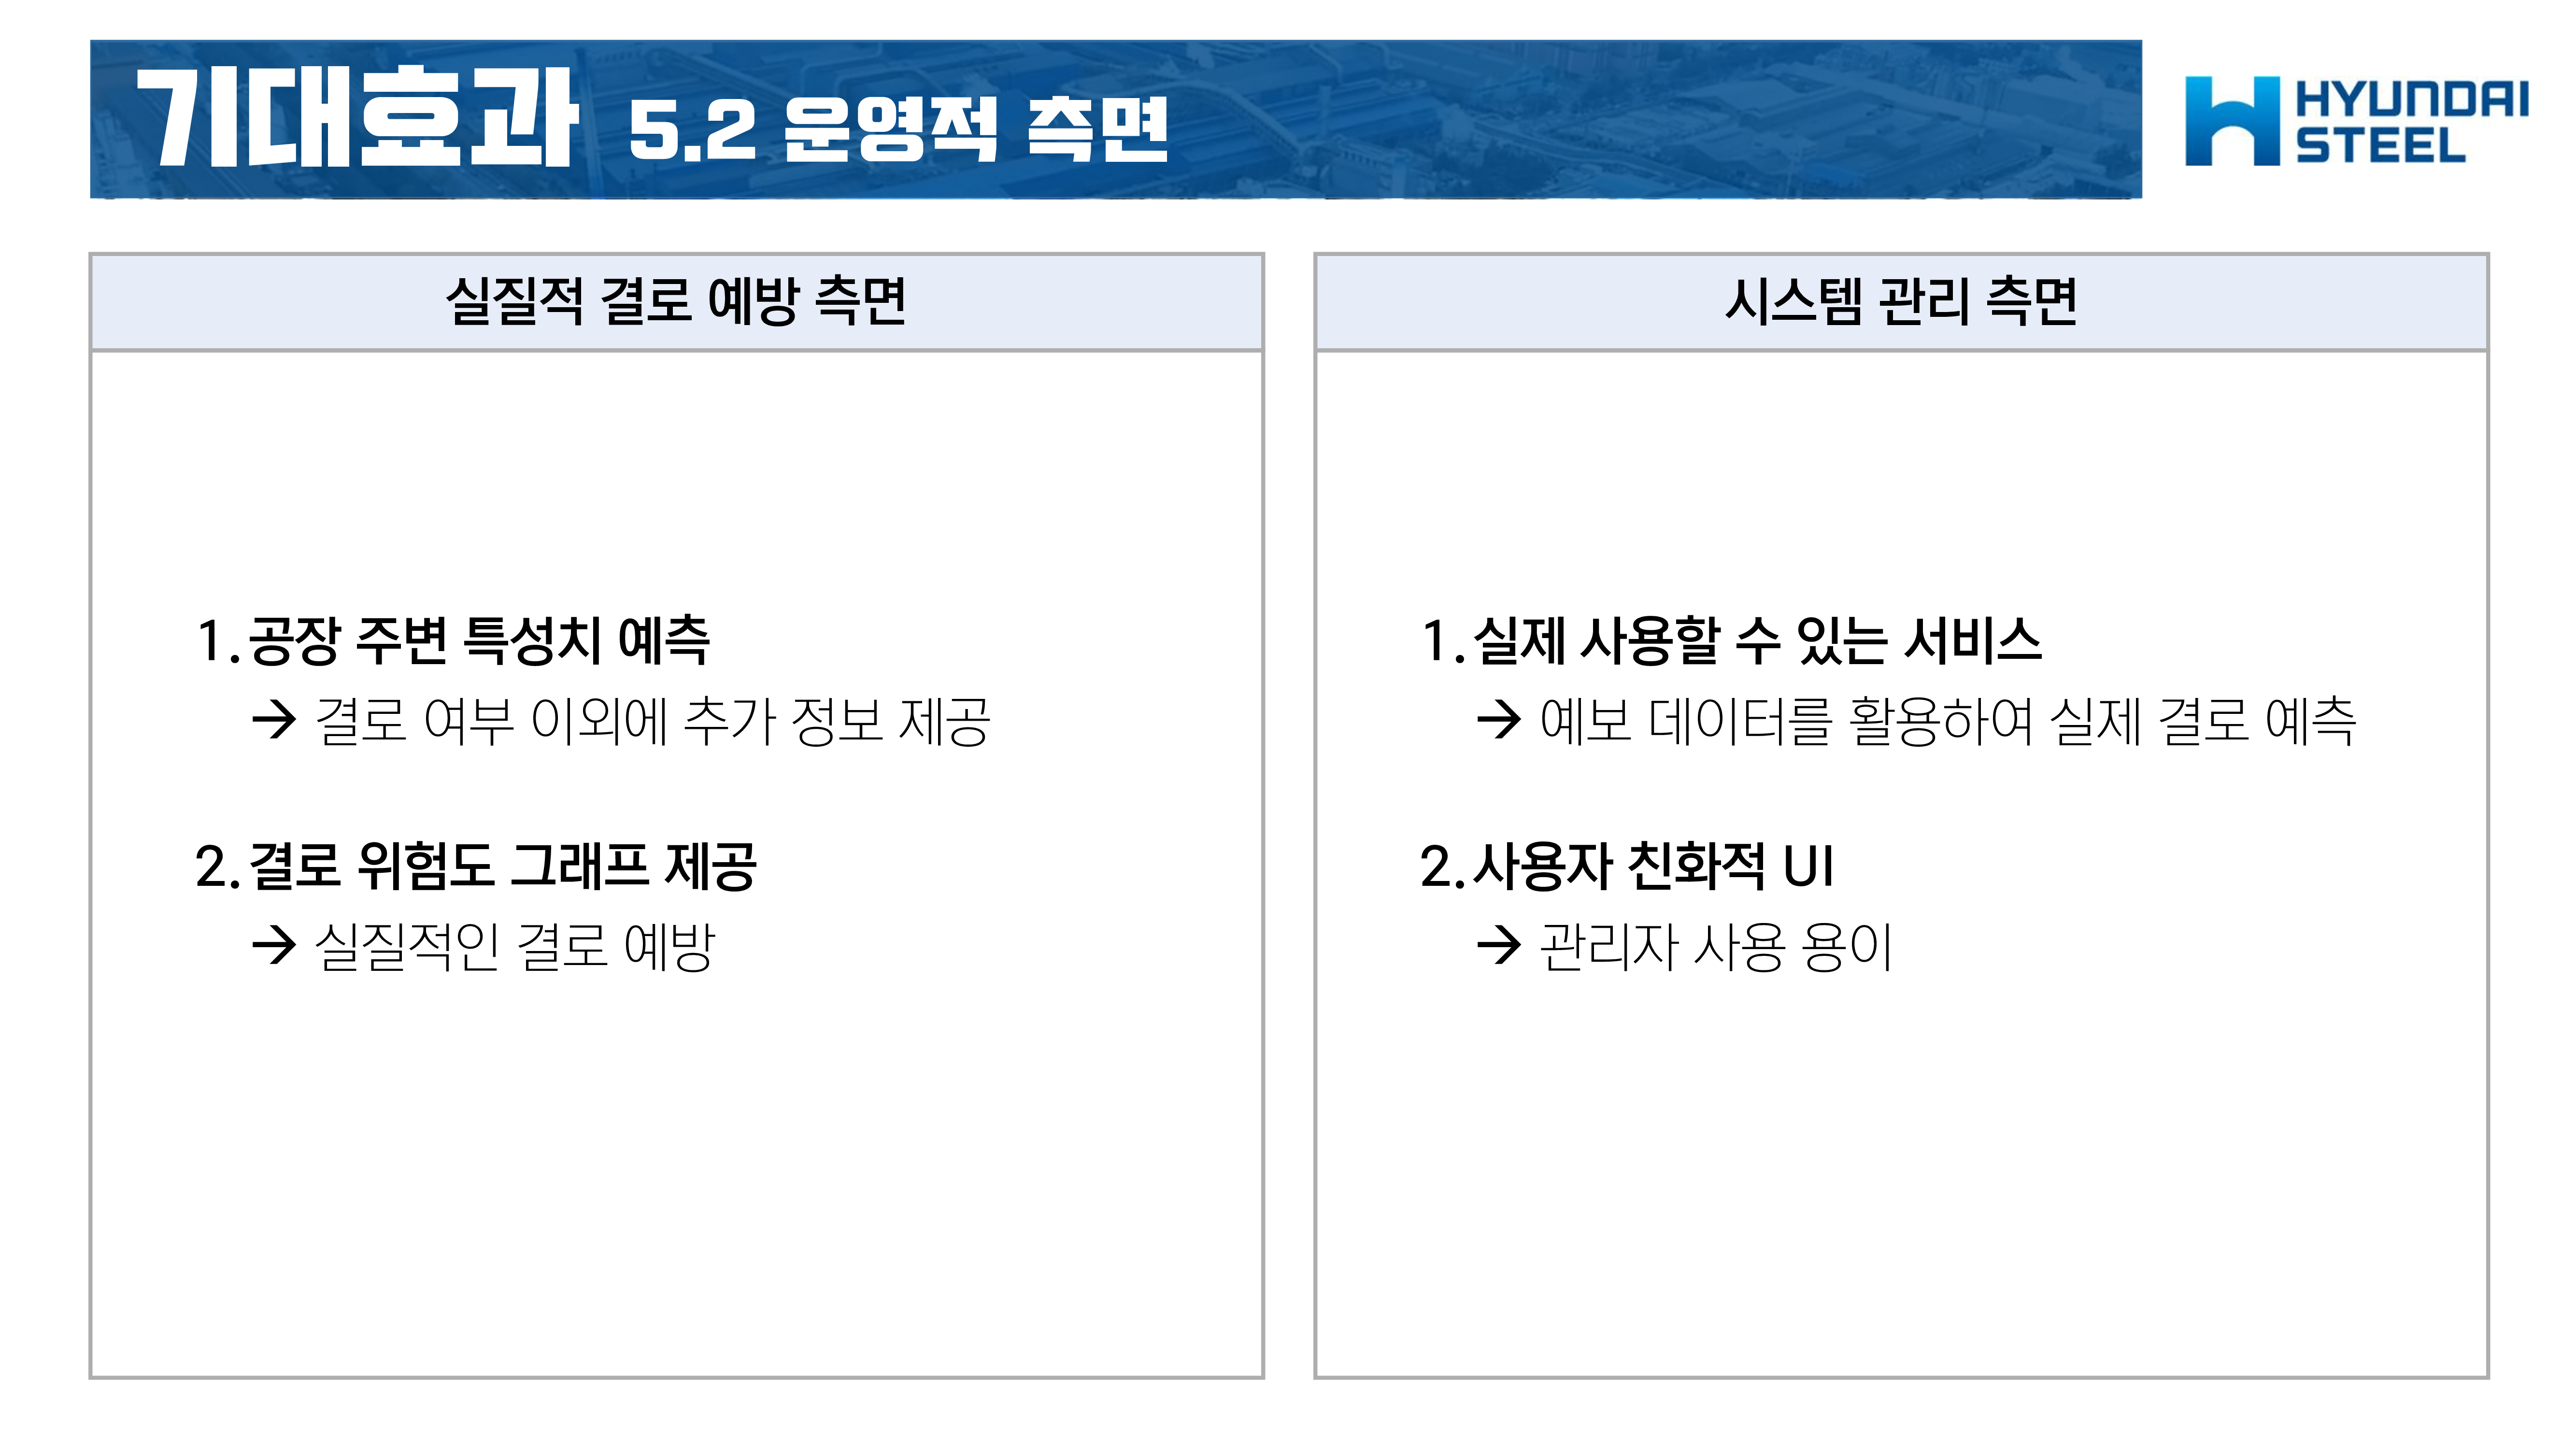 기대효과 5.2 운영적 측면
HYUNDAI
STEEL
실질적 결로 예방 측면
1. 공장 주변 특성치 예측
→ 결로 여부 이외에 추가 정보 제공
2. 결로 위험도 그래프 제공
→ 실질적인 결로 예방
시스템 관리 측면
1. 실제 사용할 수 있는 서비스
→ 예보 데이터를 활용하여 실제 결로 예측
2. 사용자 친화적 UI
→ 관리자 사용 용이